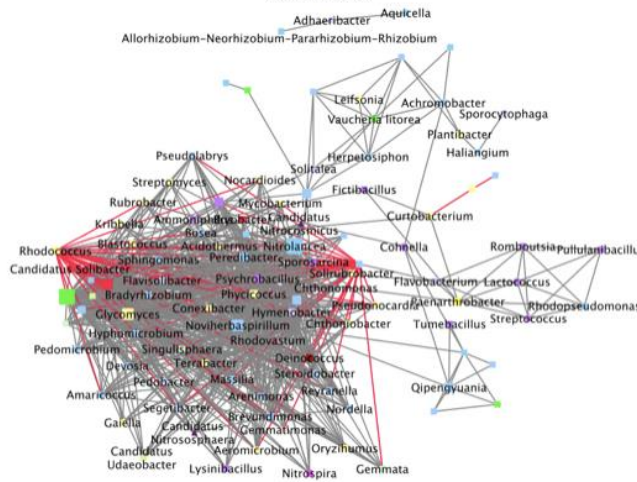 Aquicella
Adhaeribacter
Allorhizobium-Neorhizobium-Pararhizobium-Rhizobium
Leifsonia
Achromobacter
Sporocytophaga
Vaucheria litorea
Plantibacter
Haliangium
Herpetosiphon
Pseudolabrys
Solitalea
Streptomyces
Nocardioides
Fictibacillus
Rubrobacter
Mycobacterium
Curtobacterium
Kribbella
Candidatus
Nitrocosmicus
Rosea
Blastococcus
Acidothermus
Nitrolancea
Cohnella
Romboutsia
Pullulanibacillu
Rhodococcus
Sphingomonas
Peredibacter
Sporosarcina
Candidatus Solibacter
Flavisolibacter
Psychrobacillus
Solirubrobacter
Chthonomonas
Flavobacterium
Lactococcus
Bradyrhizobium
Phycicoccus
Pseudonocardia
Paenarthrobacter
Rhodopseudomonas
Streptococcus
Glycomyces
Conexibacter
Hymenobacter
Chthoniobacter
Tumebacillus
Hyphomicrobium
Noviherbaspirillum
Rhodovastum
Pedomicrobium
Singulisphaera
Deinococcus
Devosia
Terrabacter
Steroidobacter
Pedobacter
Massilia
Reyranella
Qipengyuania
Amaricoccus
Arenimonas
Segetibacter
Brevundimonas
Nordella
Gaiella
Candidatus
Nitrososphaera
Gemmatimonas
Candidatus
Udaeobacter
Aeromicrobium
Oryzihumus
Lysinibacillus
Nitrospira
Gemmata